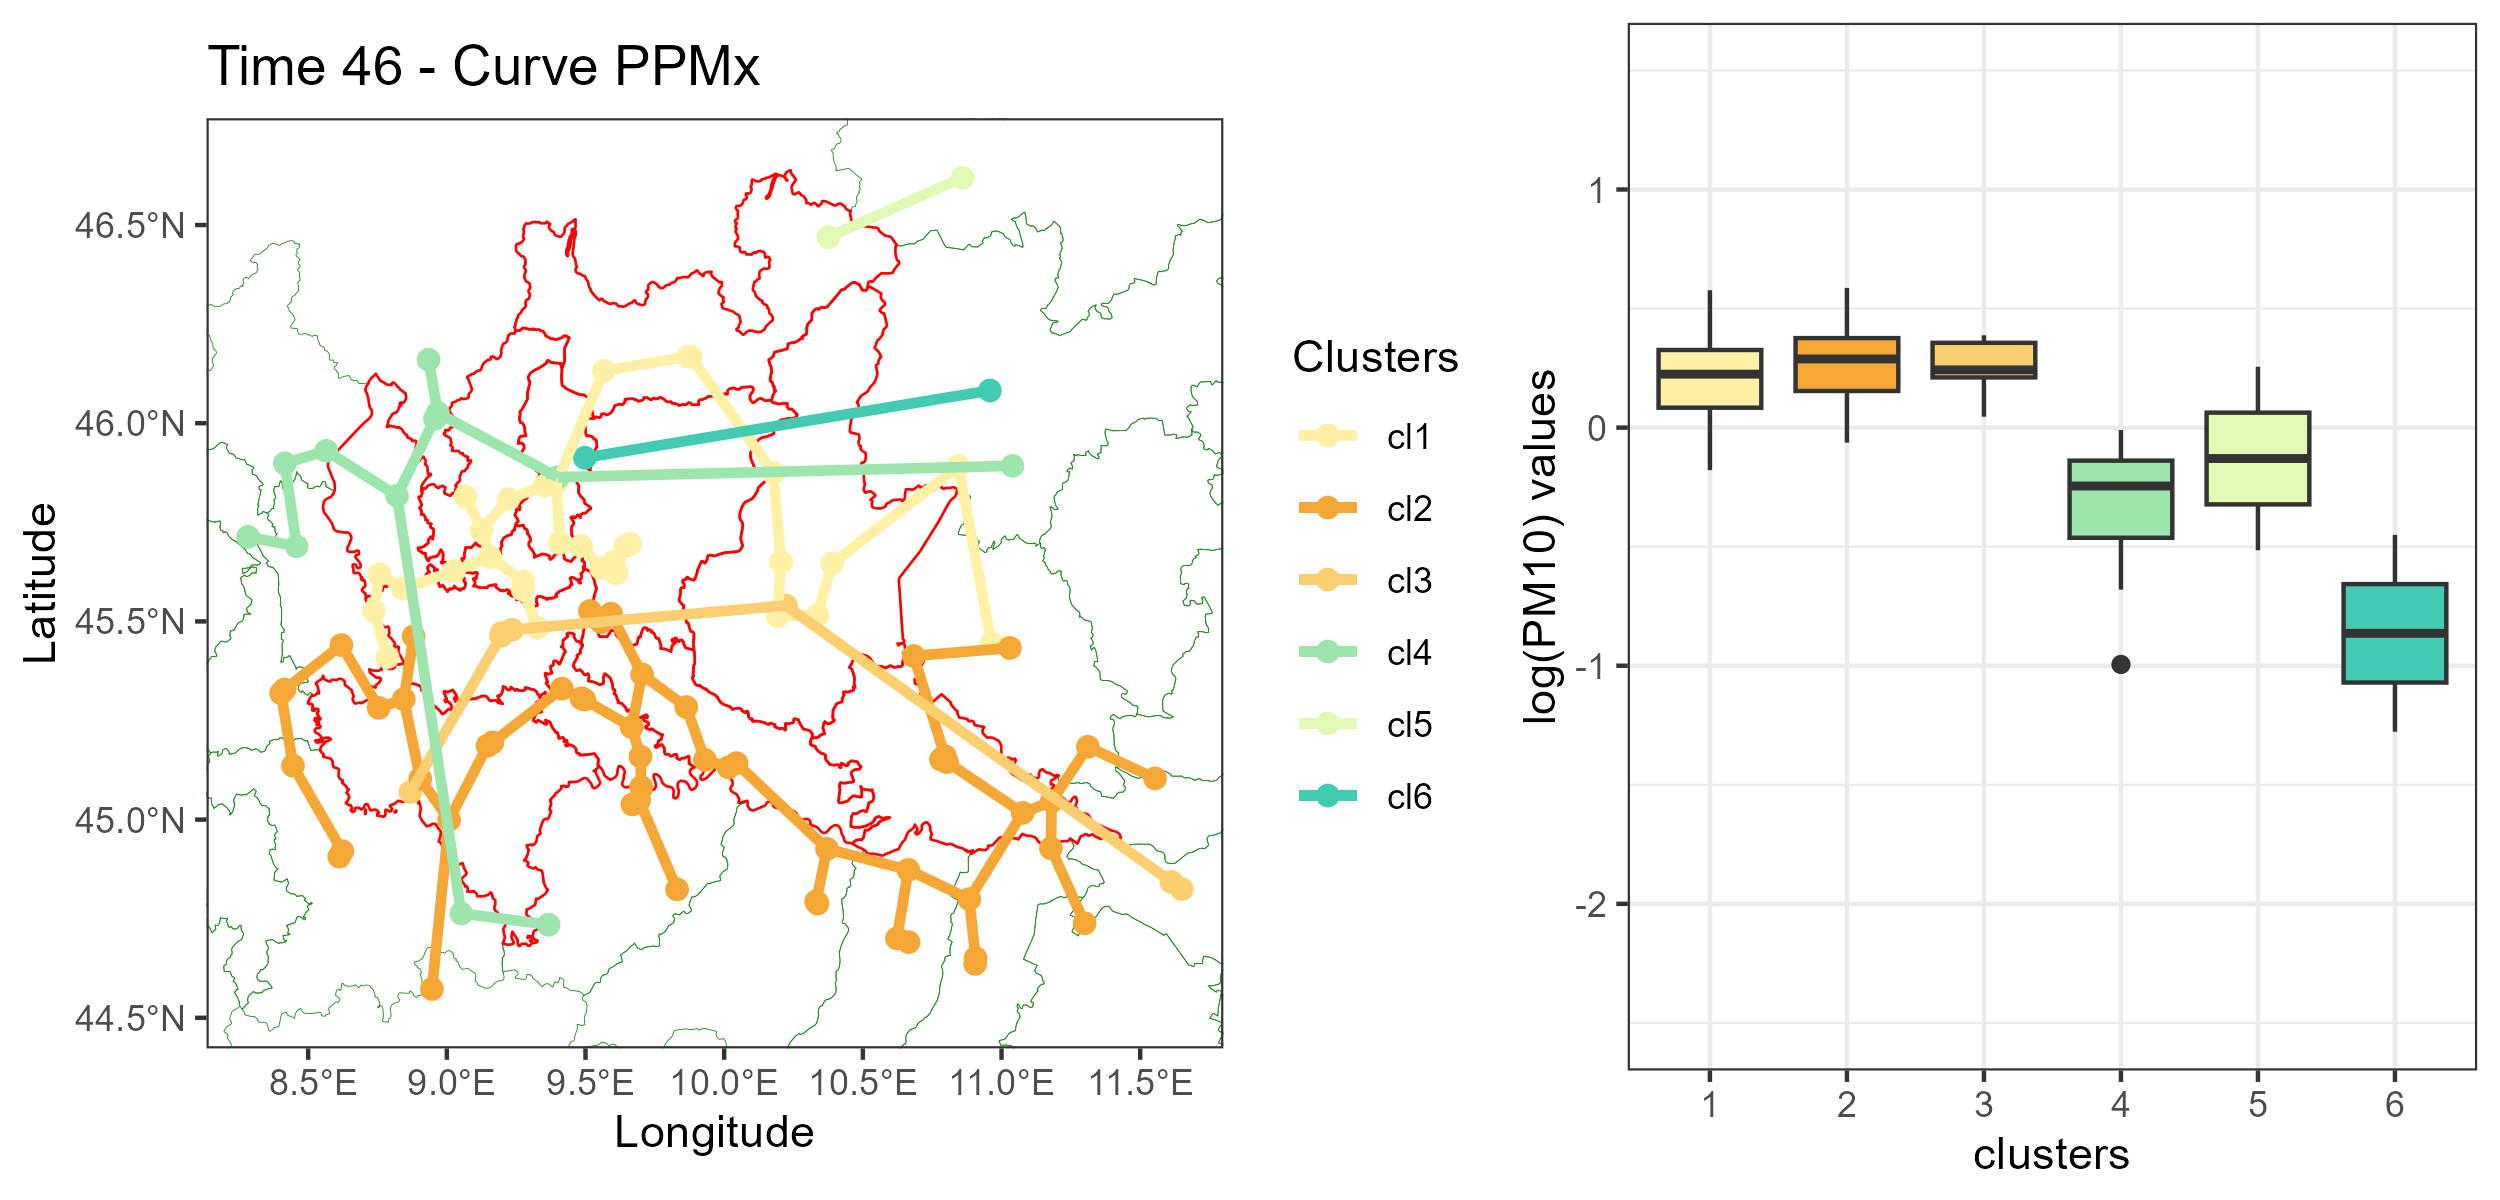 Time 46 - Curve PPMx
Latitude
46.5°N
46.0°N
45.5°N
45.0°N
44.5°N
8.5°E 9.0°E 9.5°E 10.0°E 10.5°E 11.0°E 11.5°E
Longitude
Clusters
cl1
cl2
cl3
cl4
cl5
cl6
log(PM10) values
1
0
-1
-2
1 2 3 4 5 6
clusters